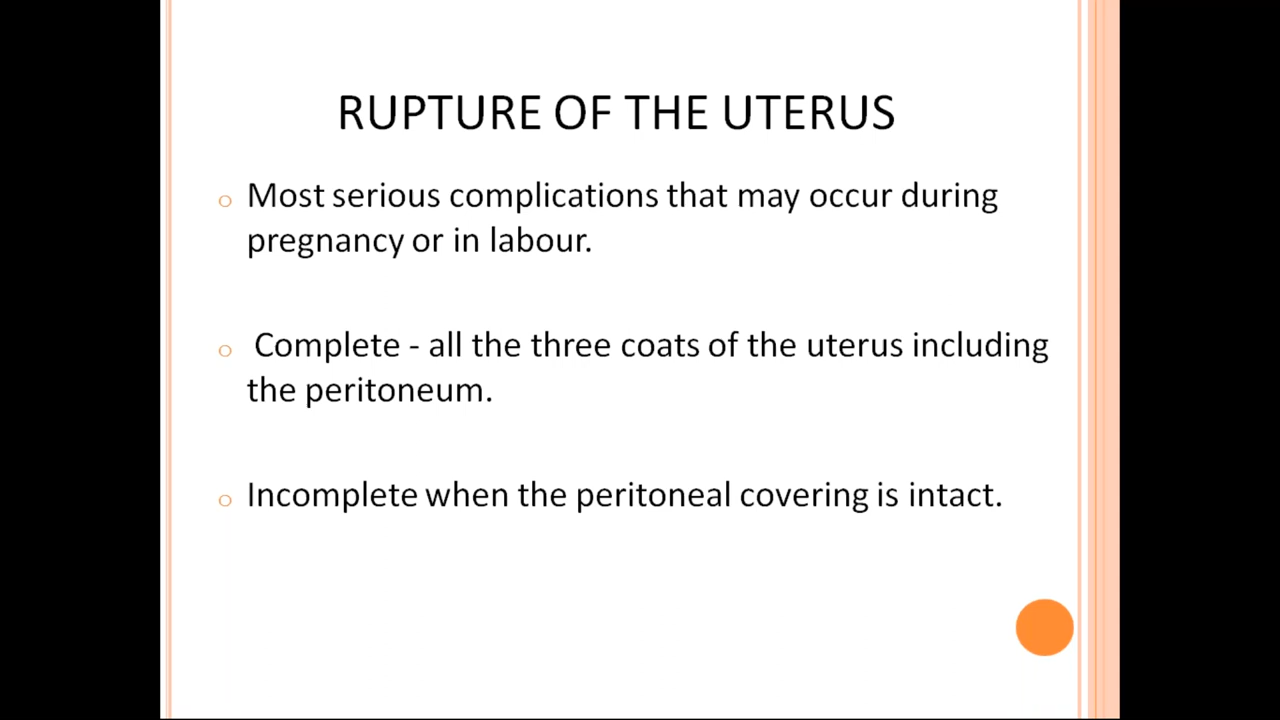 RUPTURE OF THE UTERUS
Most serious complications that may occur during
pregnancy or in labour.
Complete - all the three coats of the uterus including
the peritoneum.
Incomplete when the peritoneal covering is intact.